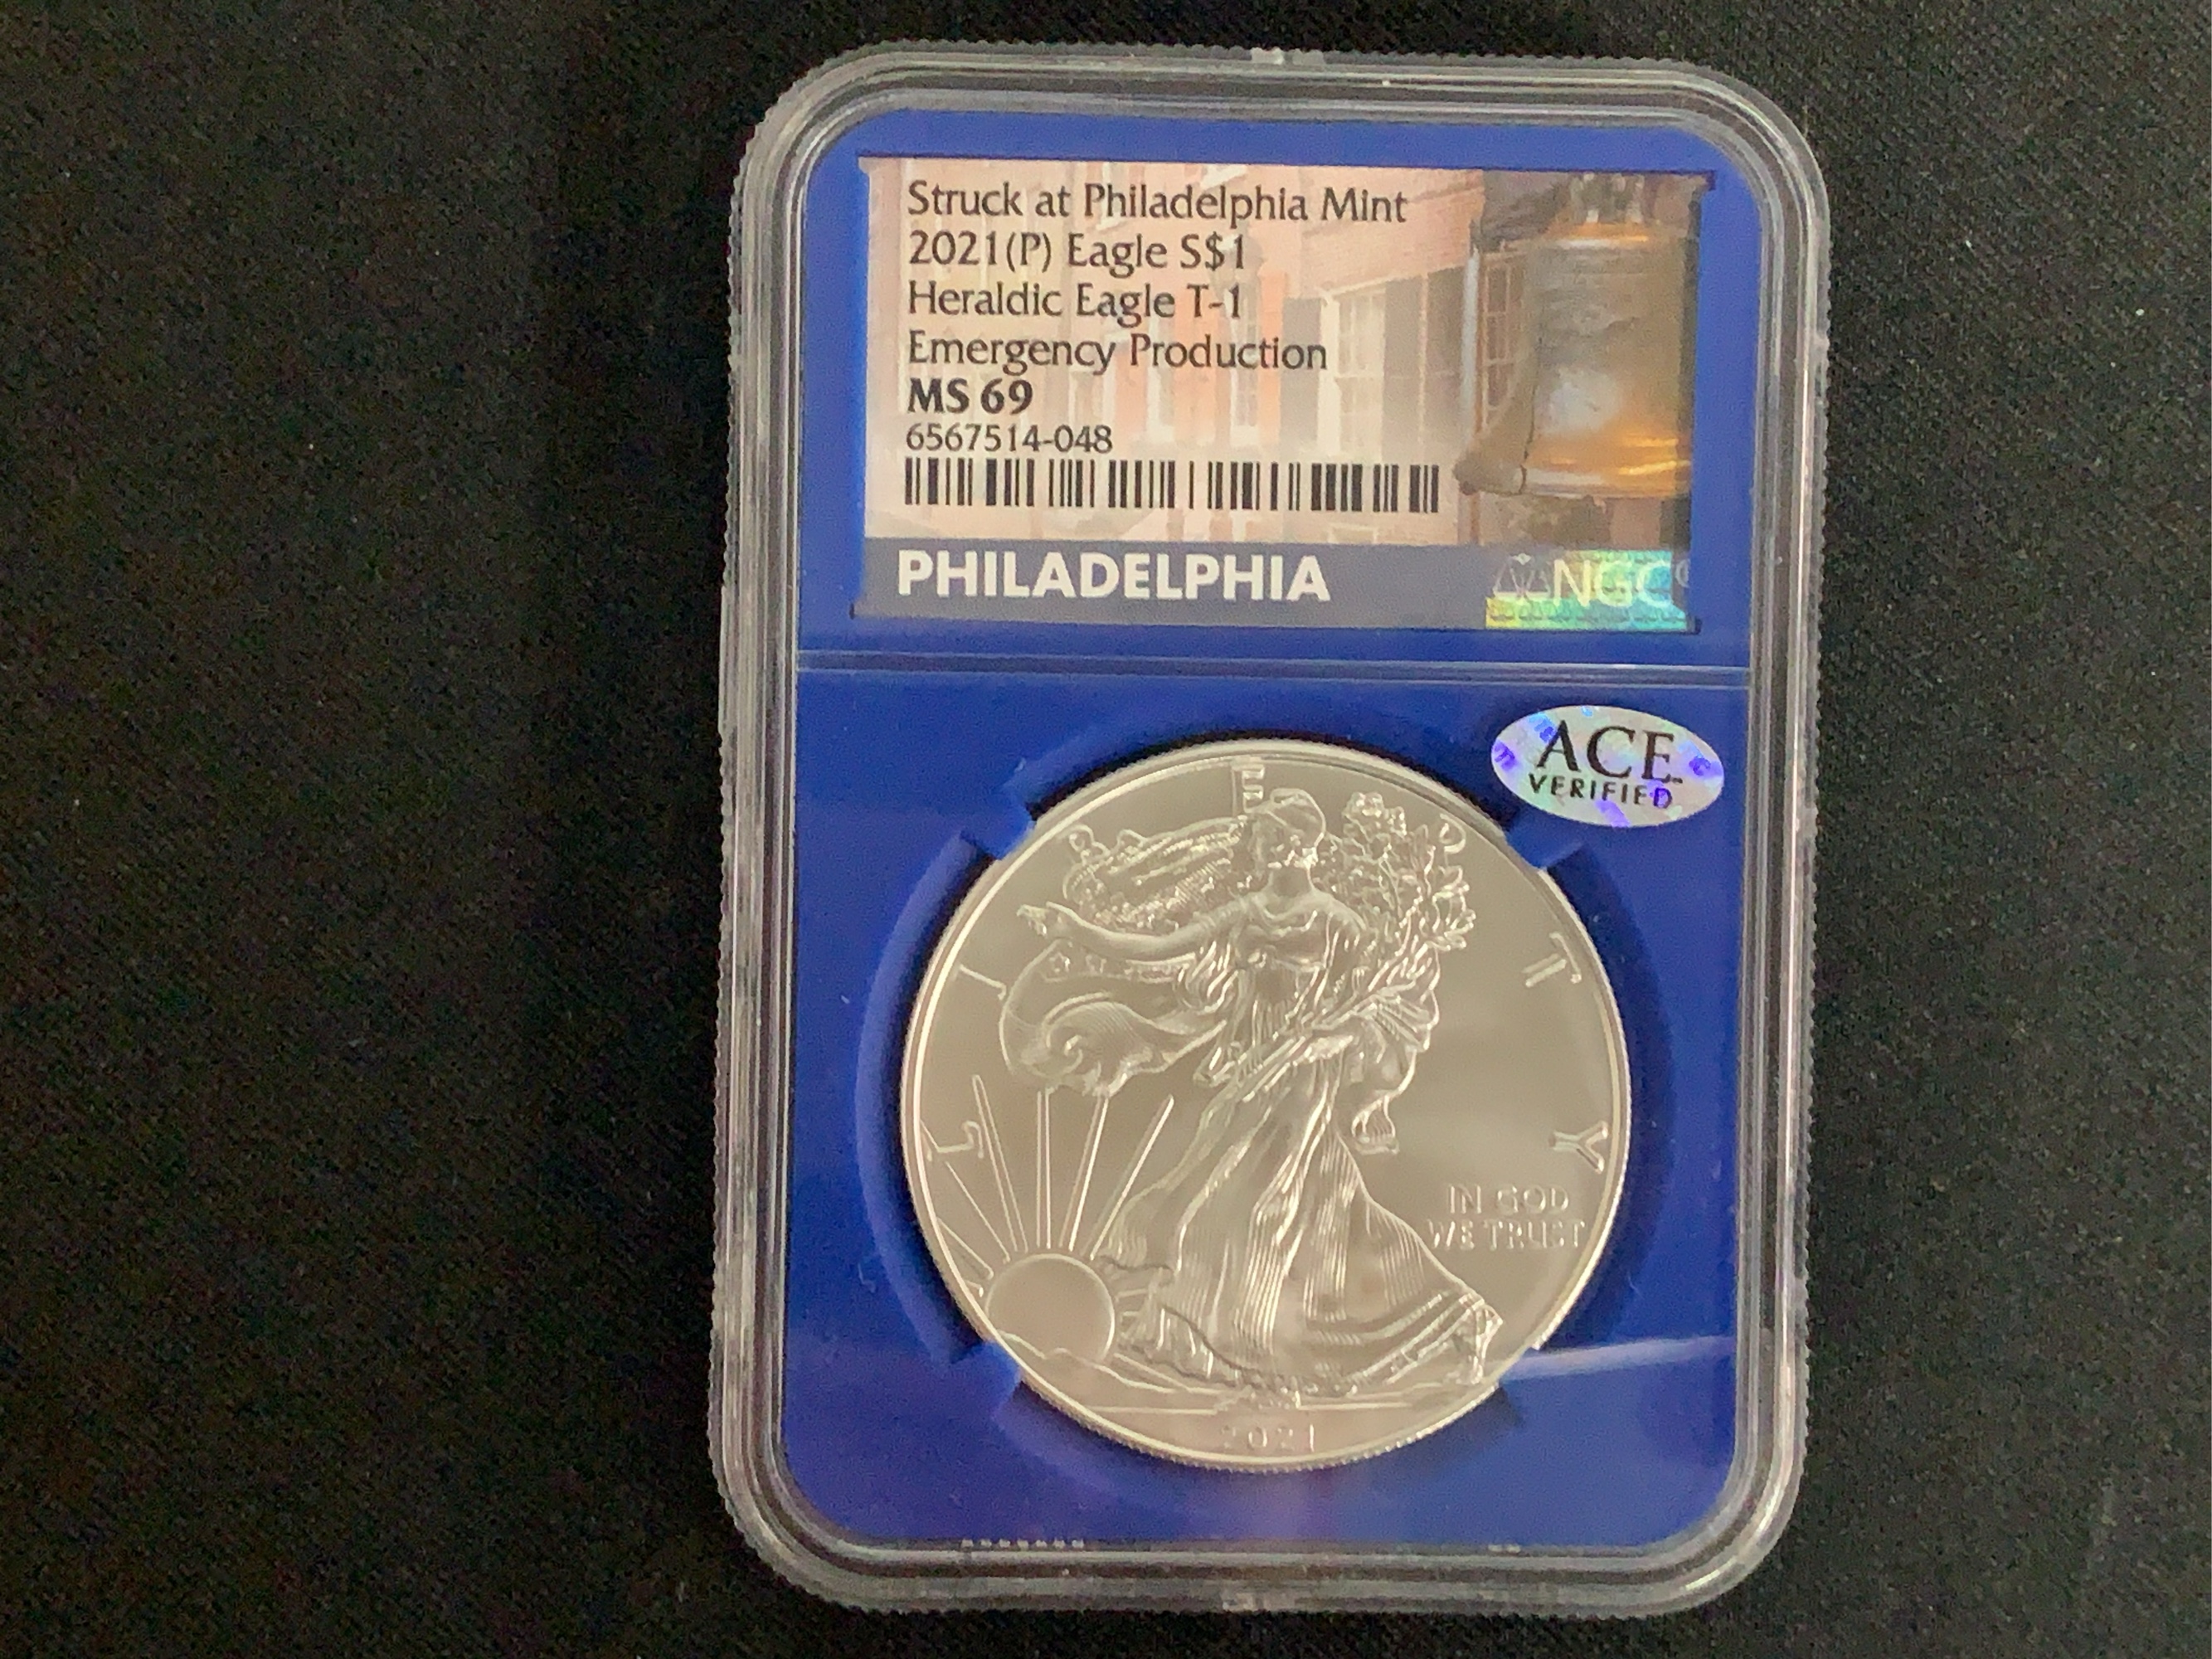 Struck at Philadelphia Mint
2021(P) Eagle S$1
Heraldic Eagle T-1
Emergency Production
MS 69
6567514-048
PHILADELPHIA
NGC
ACE
VERIFIED
LIBERTY
IN GOD
WE TRUST
2021